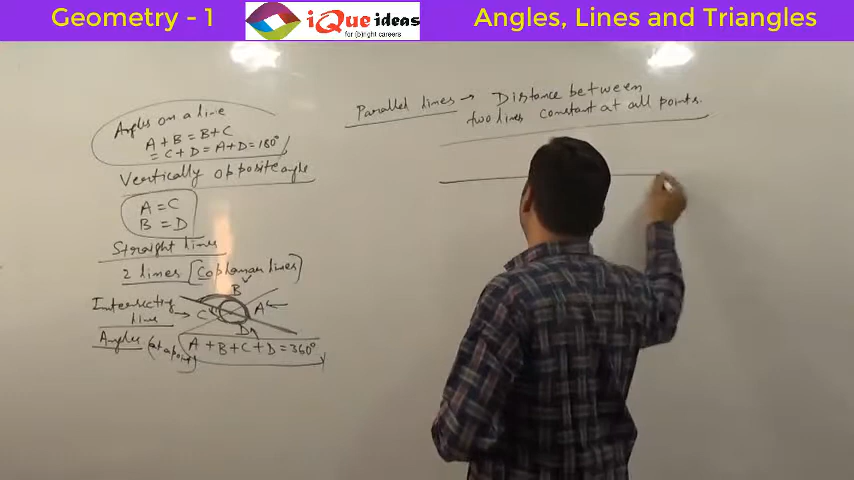 Geometry - 1
iQue ideas
for (b)right careers
Angles, Lines and Triangles
Angles on a line
A + B = B + C
= C + D = A + D = 180°
Vertically opposite angle
A = C
B = D
Straight lines
2 lines [Coplanar lines]
Intersecting
line →
Angles (at a point)
B
A
C
D
A + B + C + D = 360°
Parallel lines → Distance between
two lines constant at all points.